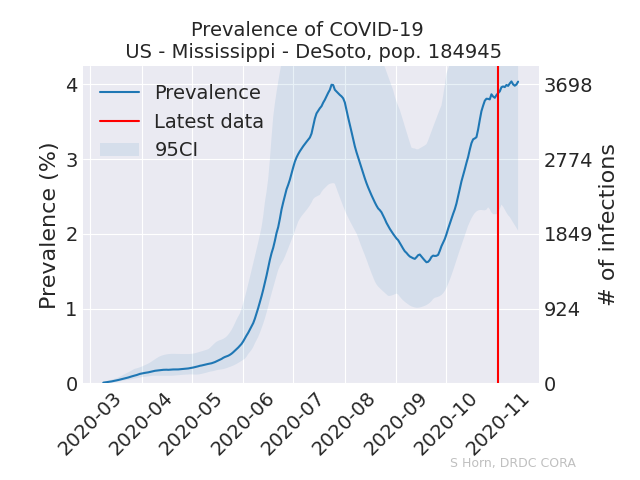 Prevalence of COVID-19
US - Mississippi - DeSoto, pop. 184945
Prevalence
Latest data
95CI
Prevalence (%)
4
3
2
1
0
3698
2774
1849
924
0
# of infections
2020-03
2020-04
2020-05
2020-06
2020-07
2020-08
2020-09
2020-10
2020-11
S Horn, DRDC CORA